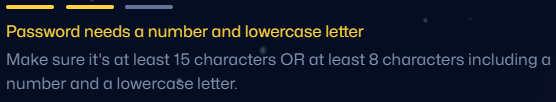 Password needs a number and lowercase letter
Make sure it's at least 15 characters OR at least 8 characters including a
number and a lowercase letter.